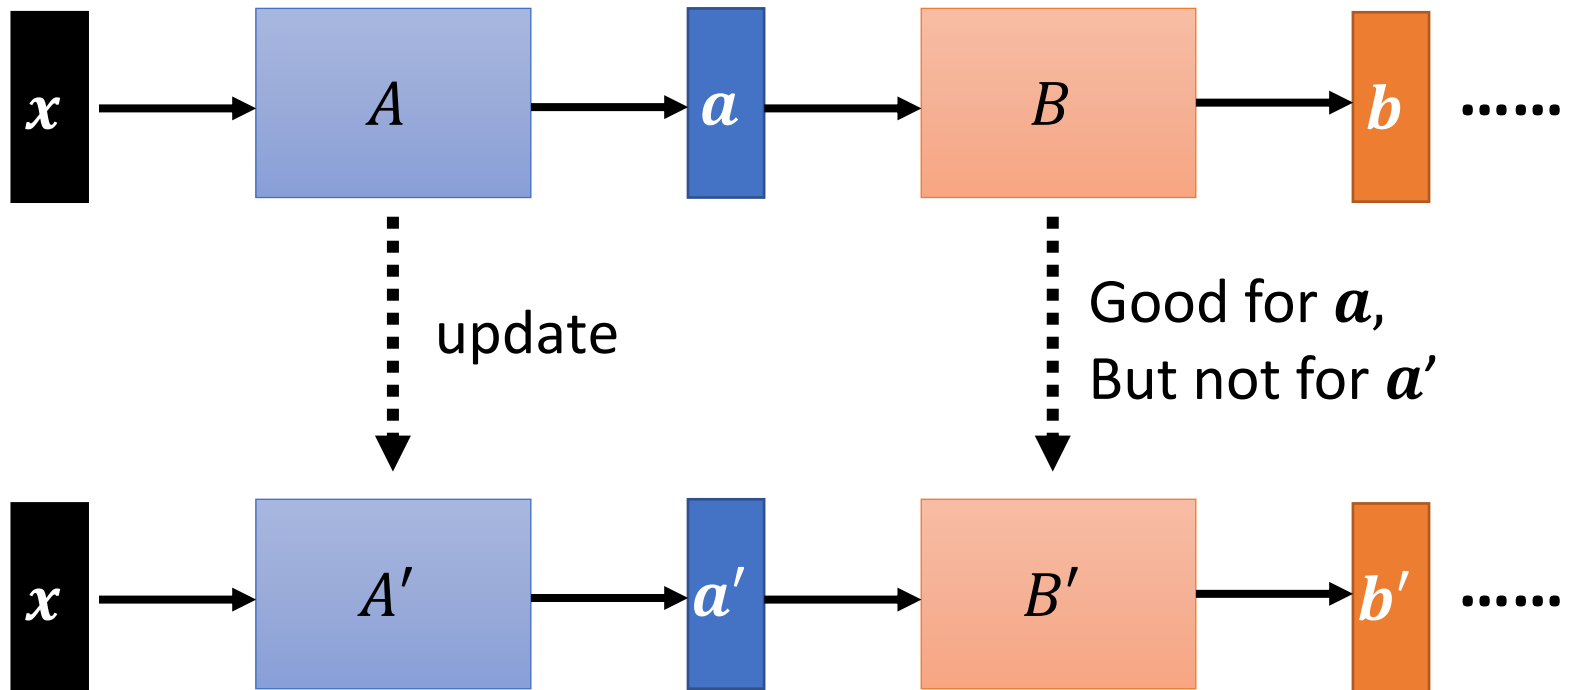 x A a B b ……
update
Good for a,
But not for a′
x A′ a′ B′ b′ ……